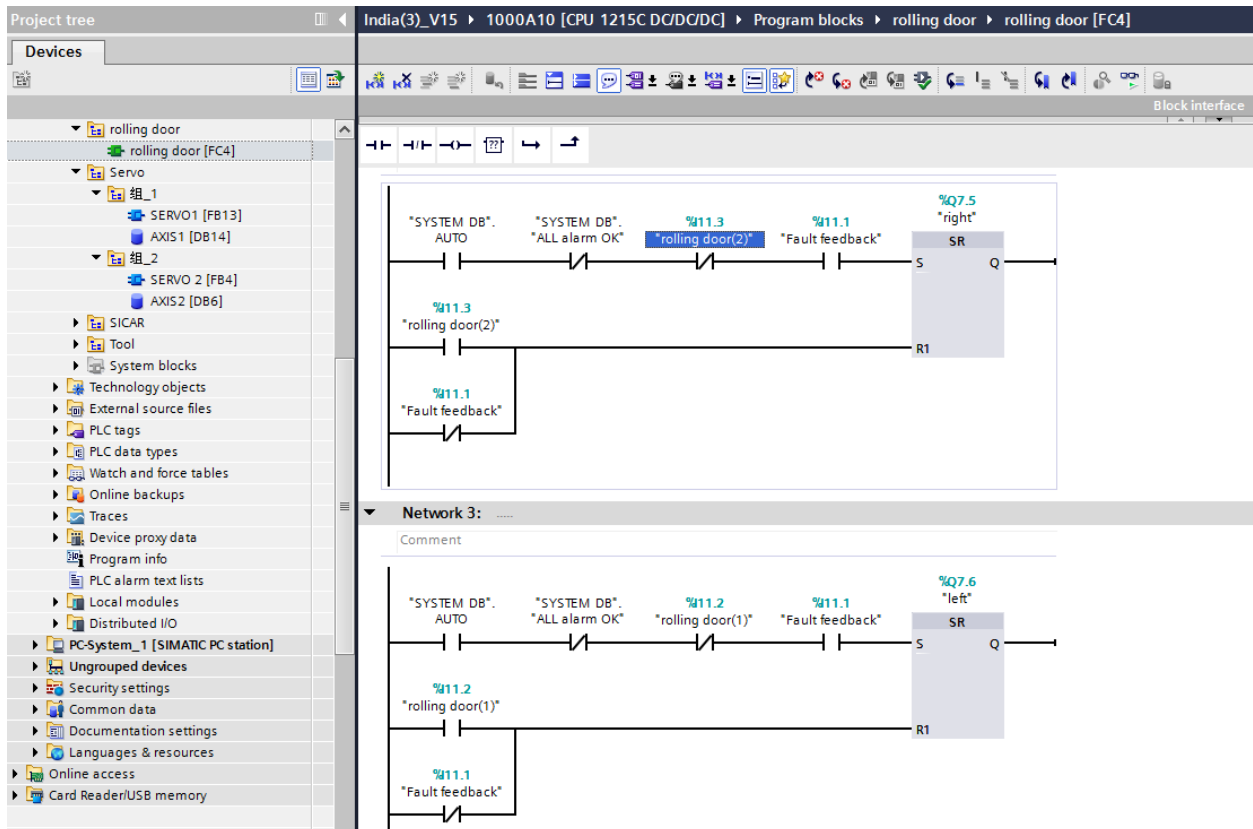 Project tree
India(3)_V15 ▸ 1000A10 [CPU 1215C DC/DC/DC] ▸ Program blocks ▸ rolling door ▸ rolling door [FC4]
Devices
Block interface
rolling door
rolling door [FC4]
Servo
组_1
SERVO1 [FB13]
AXIS1 [DB14]
组_2
SERVO 2 [FB4]
AXIS2 [DB6]
SICAR
Tool
System blocks
Technology objects
External source files
PLC tags
PLC data types
Watch and force tables
Online backups
Traces
Device proxy data
Program info
PLC alarm text lists
Local modules
Distributed I/O
PC-System_1 [SIMATIC PC station]
Ungrouped devices
Security settings
Common data
Documentation settings
Languages & resources
Online access
Card Reader/USB memory
??
%Q7.5
"right"
"SYSTEM DB". "SYSTEM DB". %I11.3 %I11.1
AUTO "ALL alarm OK" "rolling door(2)" "Fault feedback" SR
S Q
%I11.3
"rolling door(2)"
R1
%I11.1
"Fault feedback"
Network 3: .....
Comment
%Q7.6
"left"
"SYSTEM DB". "SYSTEM DB". %I11.2 %I11.1
AUTO "ALL alarm OK" "rolling door(1)" "Fault feedback" SR
S Q
%I11.2
"rolling door(1)"
R1
%I11.1
"Fault feedback"